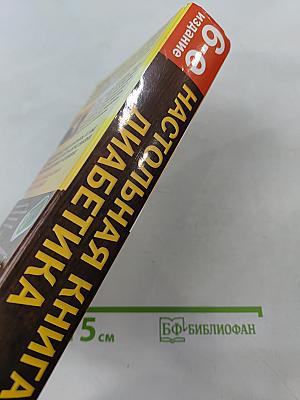 6-е
издание
НАСТОЛЬНАЯ КНИГА
ДИАБЕТИКА
5 см
БФ БИБЛИОФАН